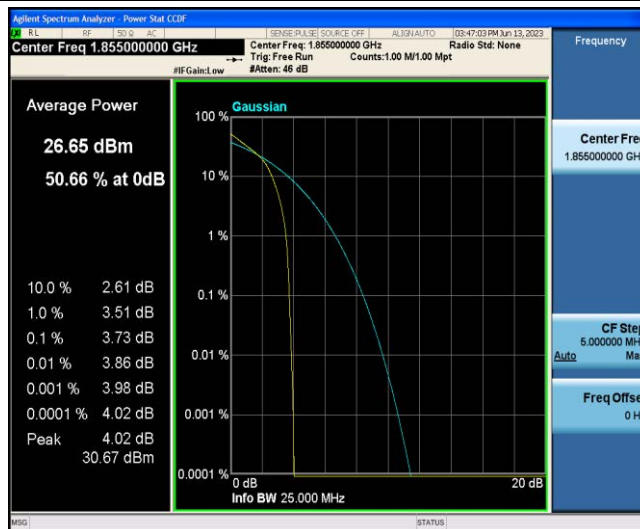 Agilent Spectrum Analyzer - Power Stat CCDF
RL RF 50 Ω AC SENSE:PULSE SOURCE OFF ALIGNAUTO 03:47:03 PM Jun 13, 2023
Center Freq 1.855000000 GHz
Center Freq: 1.855000000 GHz Radio Std: None
Trig: Free Run Counts:1.00 M/1.00 Mpt
#IFGain:Low #Atten: 46 dB
Frequency
Average Power
26.65 dBm
50.66 % at 0dB
10.0 % 2.61 dB
1.0 % 3.51 dB
0.1 % 3.73 dB
0.01 % 3.86 dB
0.001 % 3.98 dB
0.0001 % 4.02 dB
Peak 4.02 dB
30.67 dBm
Gaussian
100 %
10 %
1 %
0.1 %
0.01 %
0.001 %
0.0001 %
0 dB 20 dB
Info BW 25.000 MHz
Center Fre
1.855000000 GH
CF Step
5.000000 MH
Auto Ma
Freq Offse
0 H
MSG STATUS